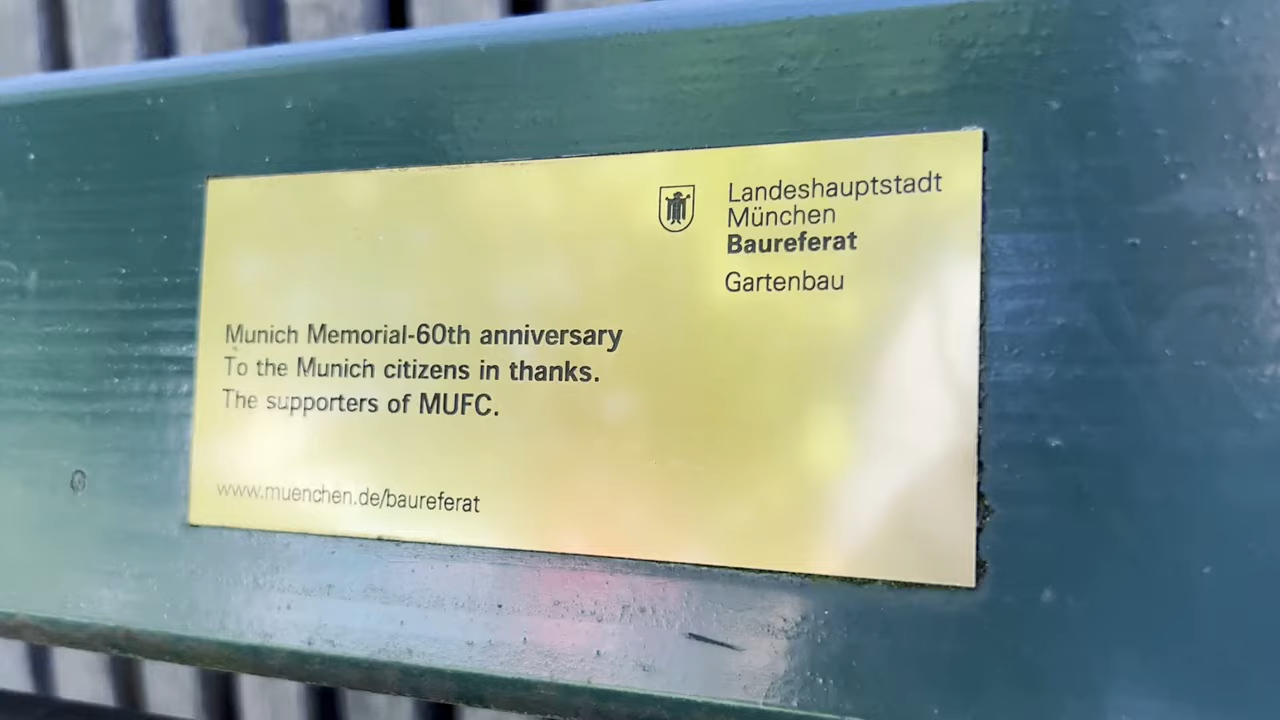 Landeshauptstadt
München
Baureferat
Gartenbau
Munich Memorial-60th anniversary
To the Munich citizens in thanks.
The supporters of MUFC.
www.muenchen.de/baureferat